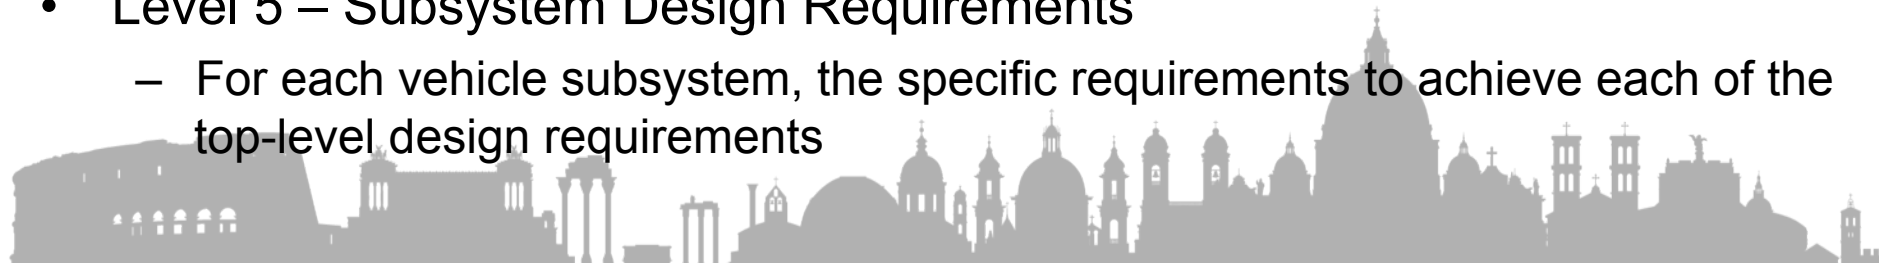 • Level 5 – Subsystem Design Requirements
– For each vehicle subsystem, the specific requirements to achieve each of the
top-level design requirements